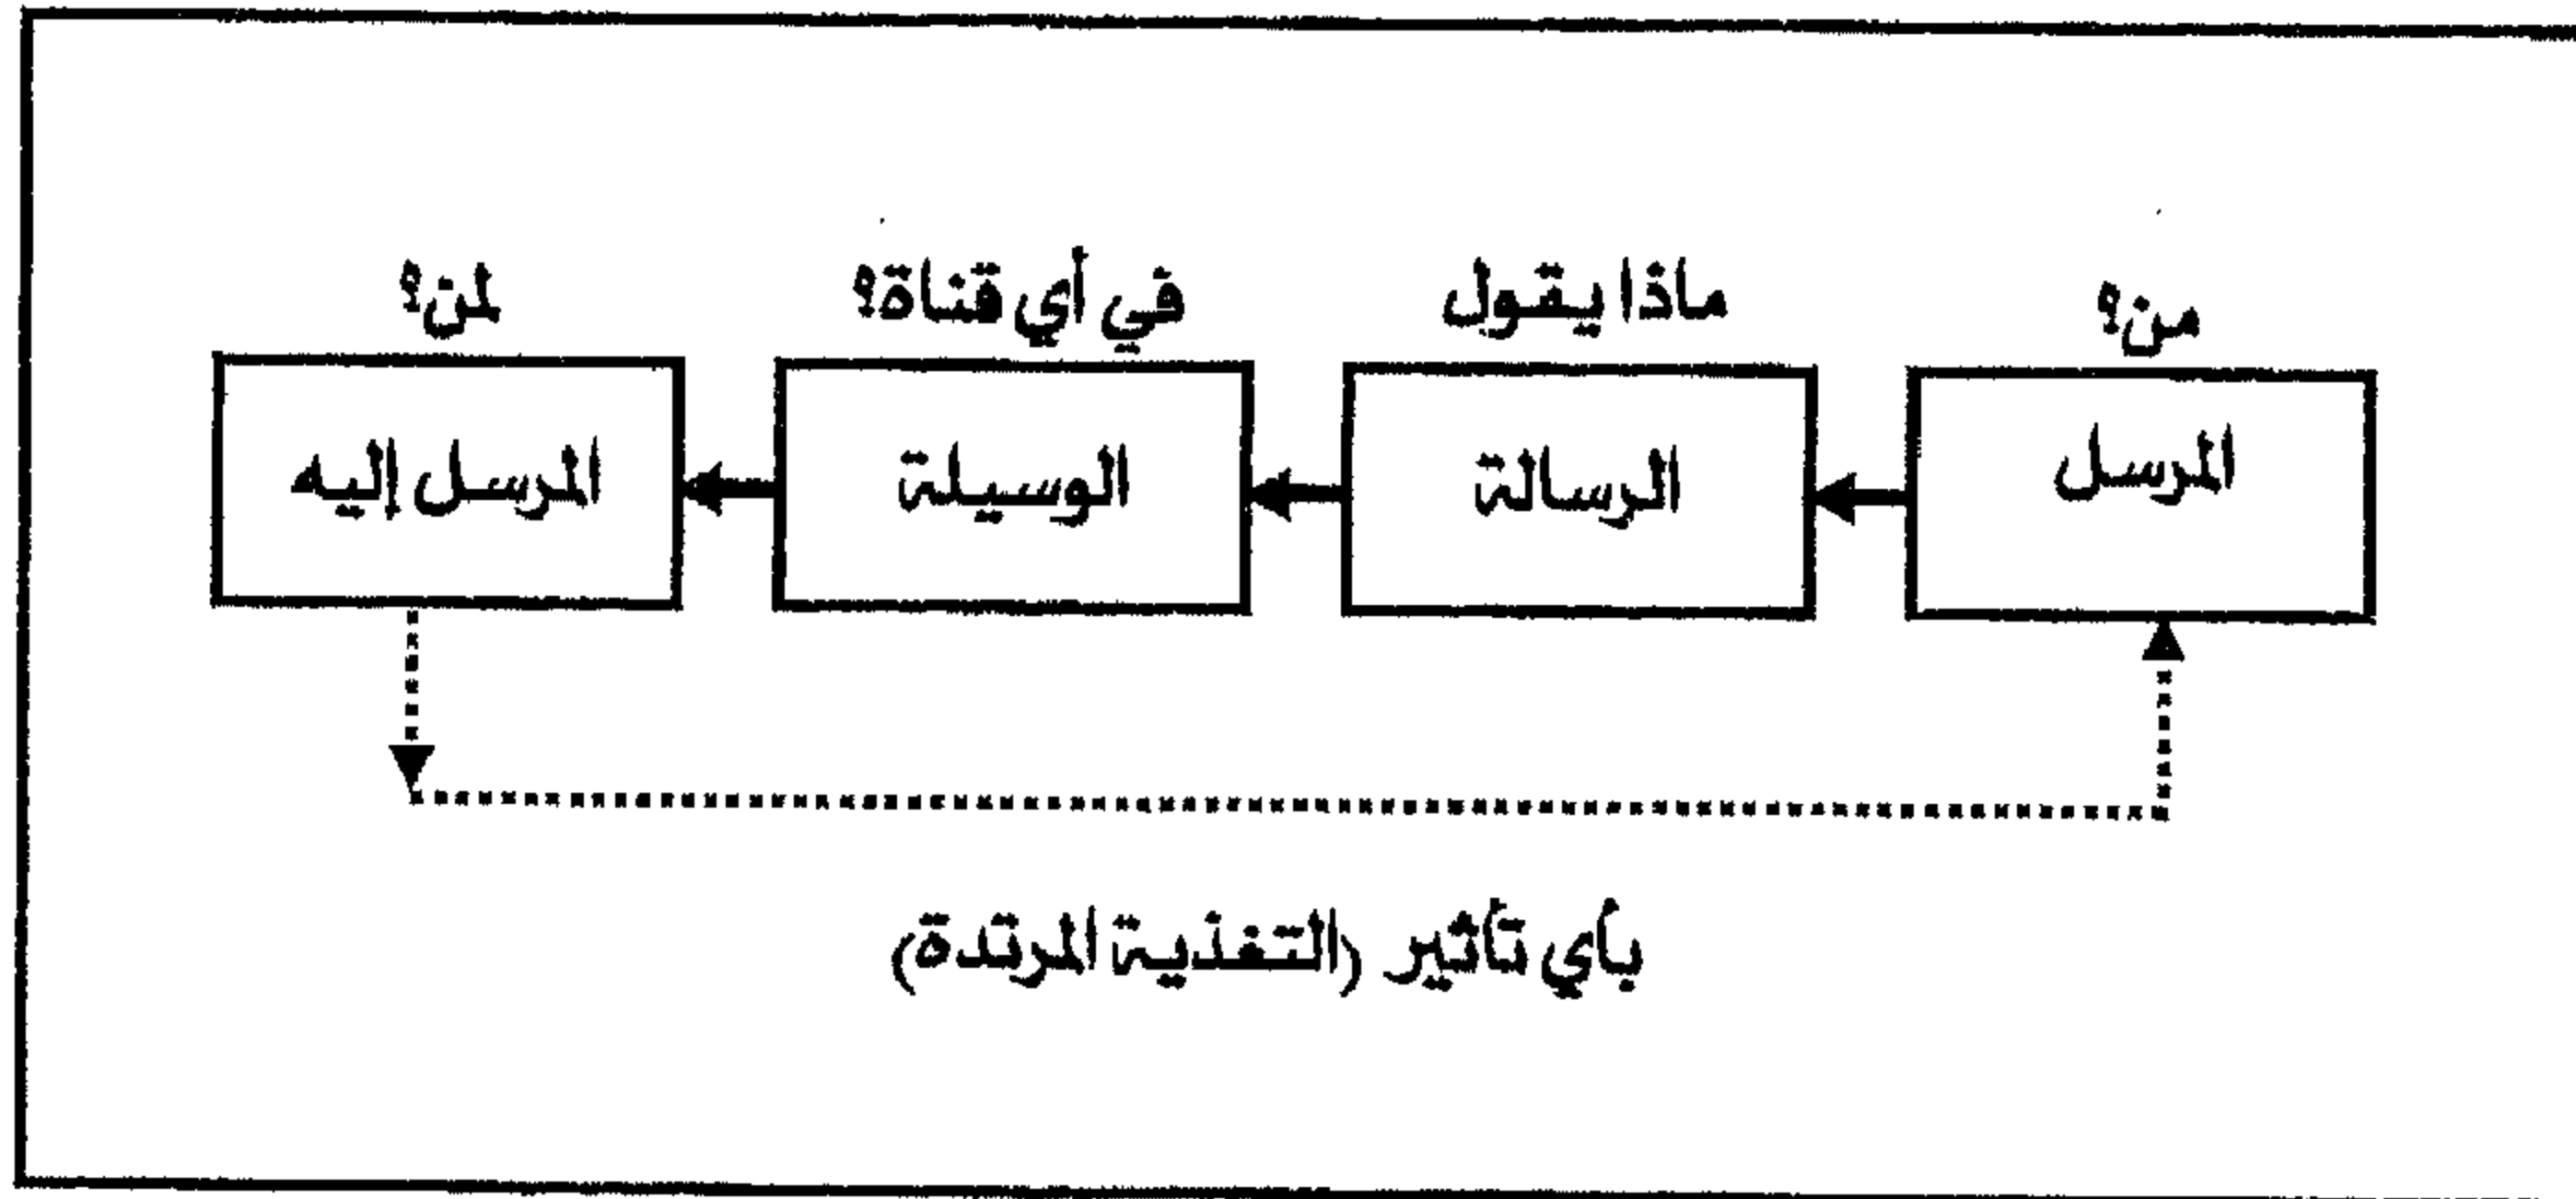 من؟
ماذا يقول
في أي قناة؟
لمن؟
المرسل
الرسالة
الوسيلة
المرسل إليه
بأي تأثير (التغذية المرتدة)